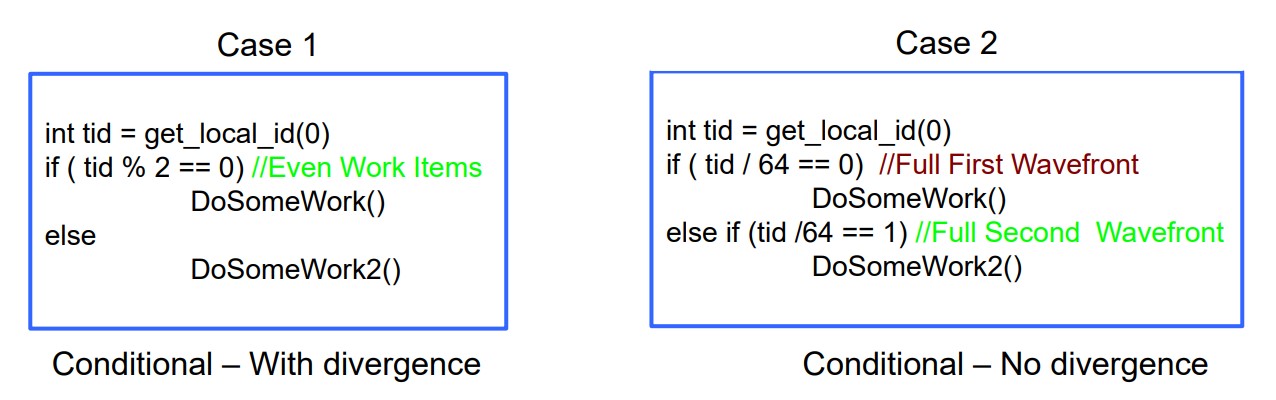 Case 1
int tid = get_local_id(0)
if ( tid % 2 == 0) //Even Work Items
DoSomeWork()
else
DoSomeWork2()
Conditional – With divergence
Case 2
int tid = get_local_id(0)
if ( tid / 64 == 0)  //Full First Wavefront
DoSomeWork()
else if (tid /64 == 1) //Full Second  Wavefront
DoSomeWork2()
Conditional – No divergence